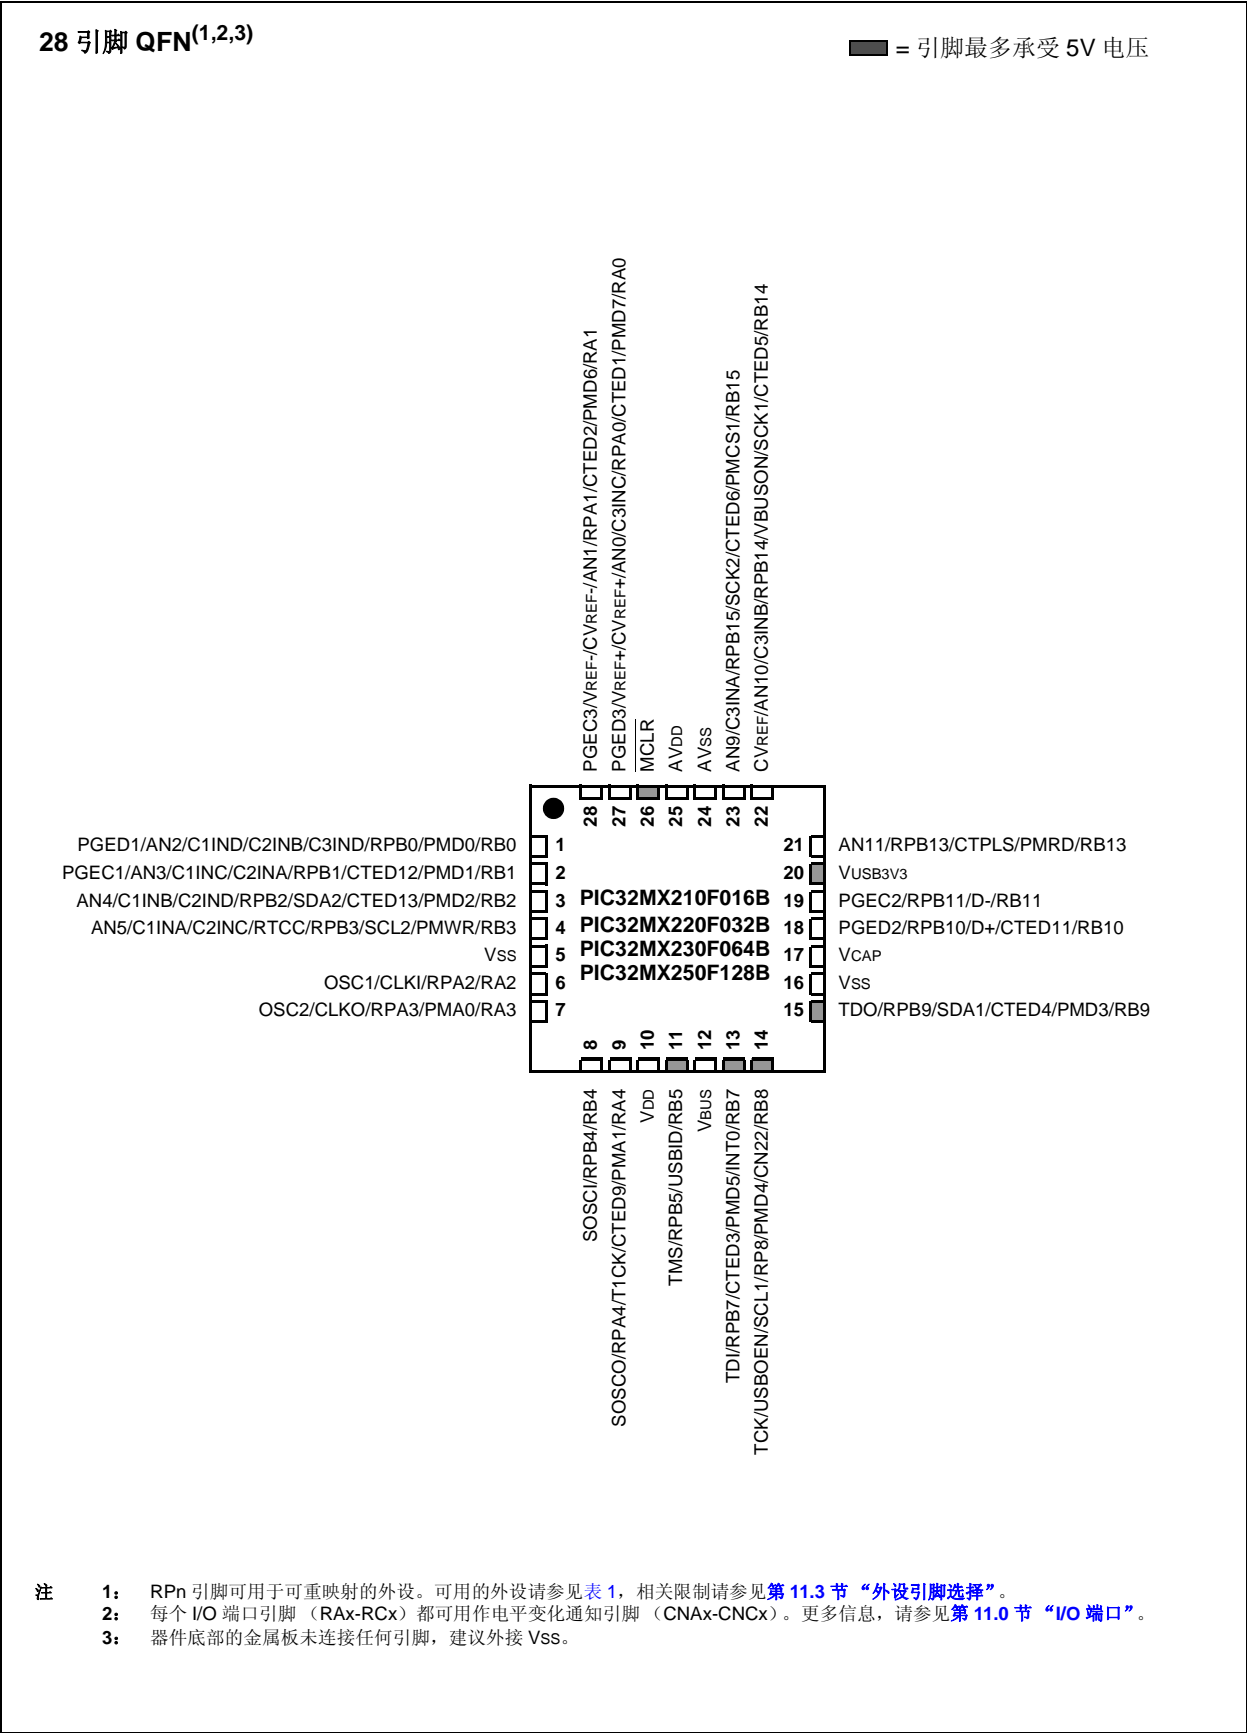 28 引脚 QFN(1,2,3)
= 引脚最多承受 5V 电压
PGEC3/VREF-/CVREF-/AN1/RPA1/CTED2/PMD6/RA1
PGED3/VREF+/CVREF+/AN0/C3INC/RPA0/CTED1/PMD7/RA0
MCLR
AVDD
AVSS
AN9/C3INA/RPB15/SCK2/CTED6/PMCS1/RB15
CVREF/AN10/C3INB/RPB14/VBUSON/SCK1/CTED5/RB14
28 27 26 25 24 23 22
PGED1/AN2/C1IND/C2INB/C3IND/RPB0/PMD0/RB0 1
PGEC1/AN3/C1INC/C2INA/RPB1/CTED12/PMD1/RB1 2
AN4/C1INB/C2IND/RPB2/SDA2/CTED13/PMD2/RB2 3
AN5/C1INA/C2INC/RTCC/RPB3/SCL2/PMWR/RB3 4
VSS 5
OSC1/CLKI/RPA2/RA2 6
OSC2/CLKO/RPA3/PMA0/RA3 7
PIC32MX210F016B
PIC32MX220F032B
PIC32MX230F064B
PIC32MX250F128B
21 AN11/RPB13/CTPLS/PMRD/RB13
20 VUSB3V3
19 PGEC2/RPB11/D-/RB11
18 PGED2/RPB10/D+/CTED11/RB10
17 VCAP
16 VSS
15 TDO/RPB9/SDA1/CTED4/PMD3/RB9
8 9 10 11 12 13 14
SOSCI/RPB4/RB4
SOSCO/RPA4/T1CK/CTED9/PMA1/RA4
VDD
TMS/RPB5/USBID/RB5
VBUS
TDI/RPB7/CTED3/PMD5/INT0/RB7
TCK/USBOEN/SCL1/RP8/PMD4/CN22/RB8
注 1： RPn 引脚可用于可重映射的外设。可用的外设请参见表 1，相关限制请参见第 11.3 节 “外设引脚选择”。
2： 每个 I/O 端口引脚 （RAx-RCx）都可用作电平变化通知引脚 （CNAx-CNCx）。更多信息，请参见第 11.0 节 “I/O 端口”。
3： 器件底部的金属板未连接任何引脚，建议外接 VSS。